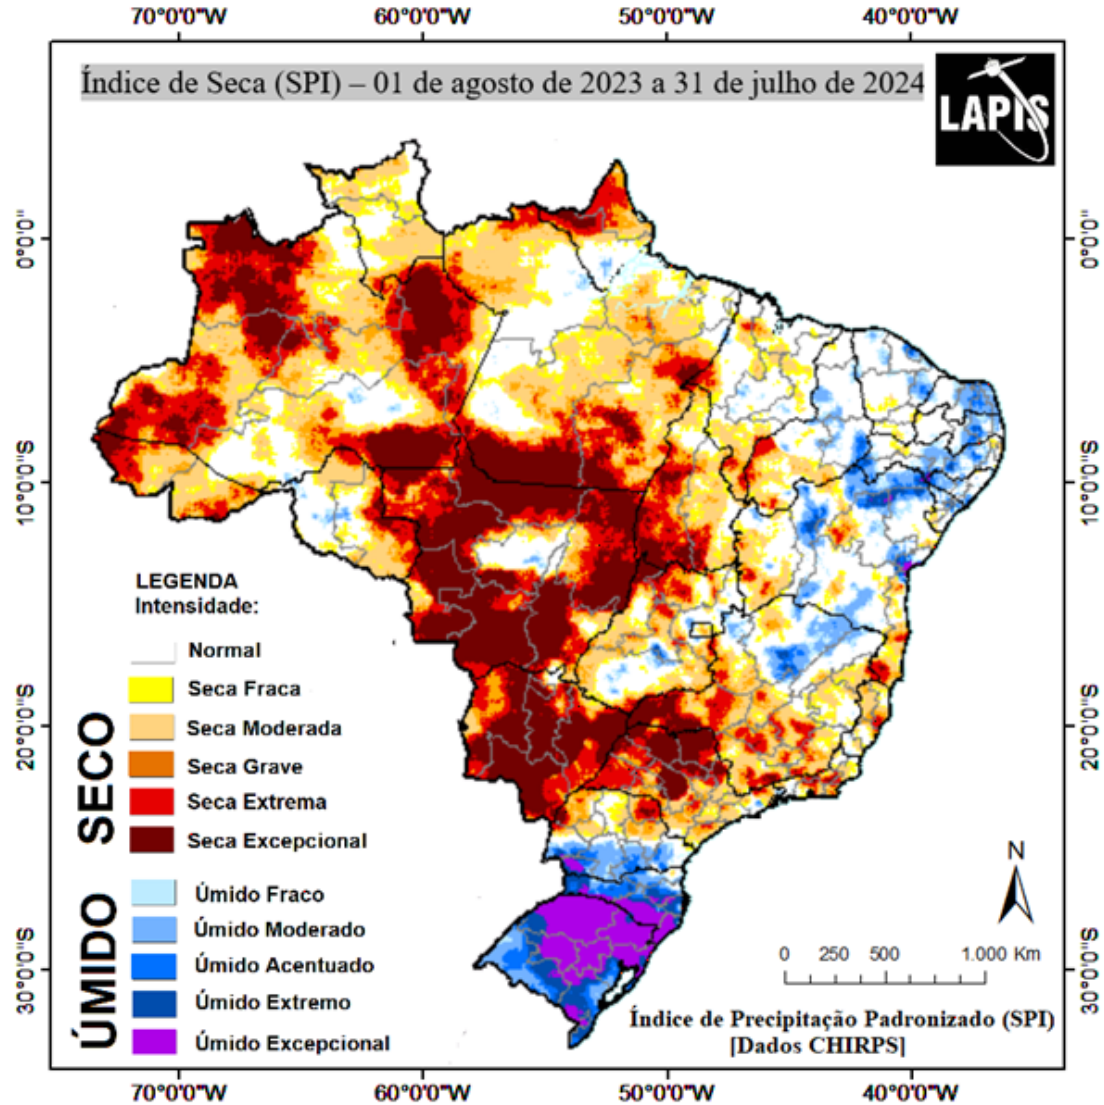 70°0'0"W 60°0'0"W 50°0'0"W 40°0'0"W
Índice de Seca (SPI) – 01 de agosto de 2023 a 31 de julho de 2024
LAPIS
0°0'0"
0°0'0"
10°0'0"S
10°0'0"S
LEGENDA
Intensidade:
SECO
Normal
Seca Fraca
Seca Moderada
Seca Grave
Seca Extrema
Seca Excepcional
20°0'0"S
20°0'0"S
ÚMIDO
Úmido Fraco
Úmido Moderado
Úmido Acentuado
Úmido Extremo
Úmido Excepcional
N
0 250 500 1.000 Km
30°0'0"S
30°0'0"S
Índice de Precipitação Padronizado (SPI)
[Dados CHIRPS]
70°0'0"W 60°0'0"W 50°0'0"W 40°0'0"W